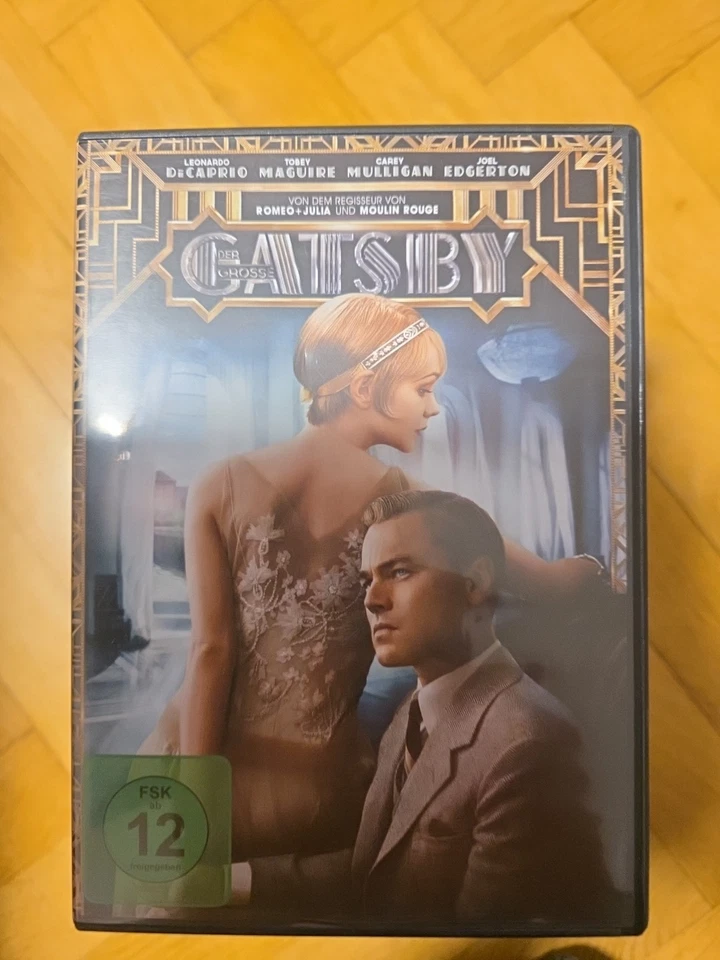 LEONARDO TOBEY CAREY JOEL
DiCAPRIO MAGUIRE MULLIGAN EDGERTON
VON DEM REGISSEUR VON
ROMEO+JULIA UND MOULIN ROUGE
DER
GROSSE
GATSBY
FSK
ab
12
freigegeben